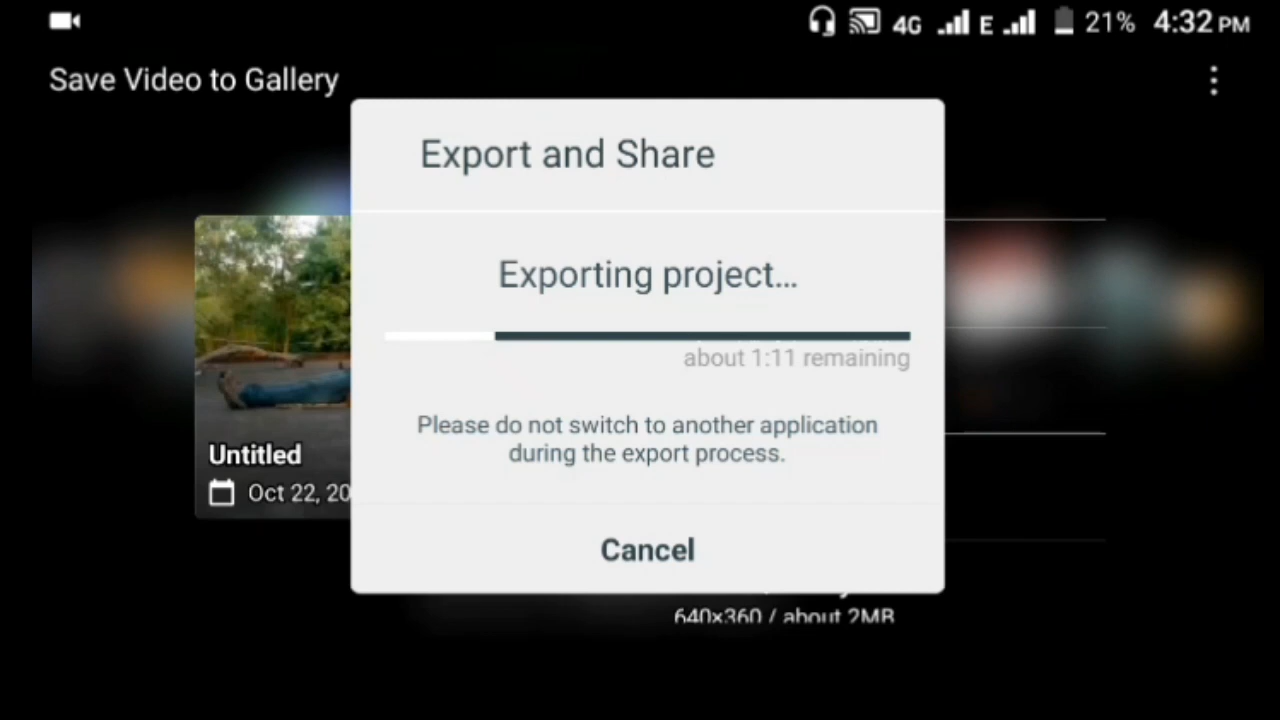 4G E 21% 4:32 PM
Save Video to Gallery
Export and Share
Exporting project...
about 1:11 remaining
Please do not switch to another application
during the export process.
Untitled
Oct 22, 20
Cancel
640x360 / about 2MB